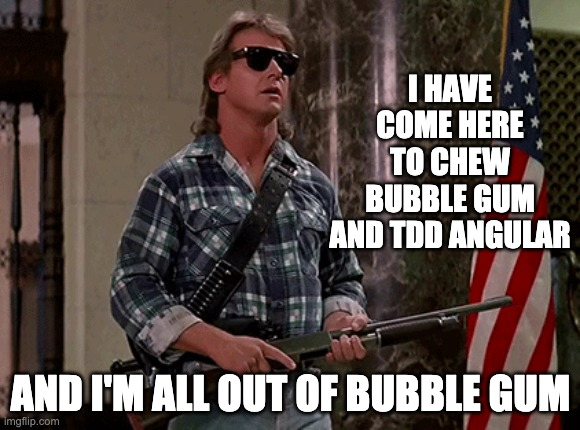 I HAVE
COME HERE
TO CHEW
BUBBLE GUM
AND TDD ANGULAR
AND I'M ALL OUT OF BUBBLE GUM
imgflip.com